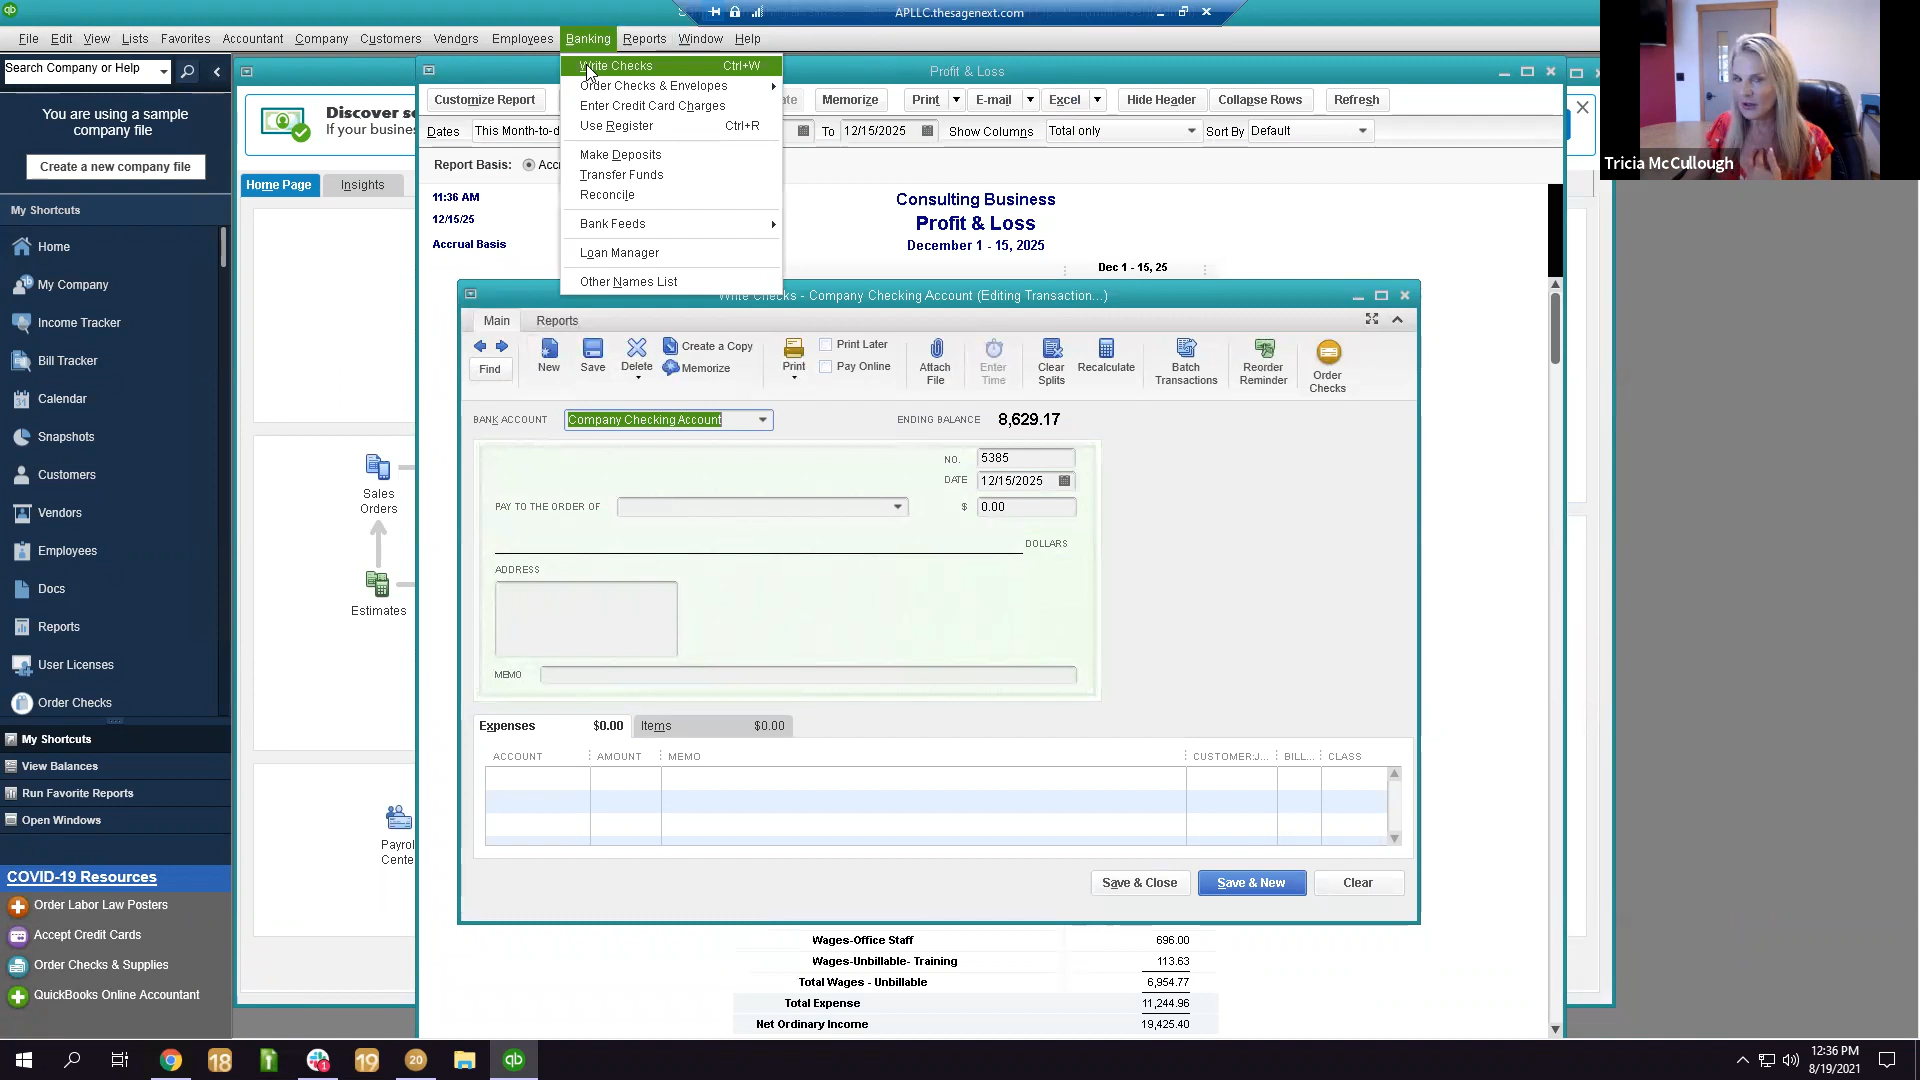 APLLC.thesagenext.com
File Edit View Lists Favorites Accountant Company Customers Vendors Employees Banking Reports Window Help
Search Company or Help
Profit & Loss
You are using a sample
company file
Create a new company file
My Shortcuts
Home
My Company
Income Tracker
Bill Tracker
Calendar
Snapshots
Customers
Vendors
Employees
Docs
Reports
User Licenses
Order Checks
My Shortcuts
View Balances
Run Favorite Reports
Open Windows
COVID-19 Resources
Order Labor Law Posters
Accept Credit Cards
Order Checks & Supplies
QuickBooks Online Accountant
Discover se
If your busines
Home Page Insights
Sales
Orders
Estimates
Payrol
Cente
Write Checks Ctrl+W
Order Checks & Envelopes
Enter Credit Card Charges
Use Register Ctrl+R
Make Deposits
Transfer Funds
Reconcile
Bank Feeds
Loan Manager
Other Names List
Customize Report Memorize Print E-mail Excel Hide Header Collapse Rows Refresh
Dates This Month-to-d To 12/15/2025 Show Columns Total only Sort By Default
Report Basis: Accr
11:36 AM
12/15/25
Accrual Basis
Consulting Business
Profit & Loss
December 1 - 15, 2025
Dec 1 - 15, 25
Write Checks - Company Checking Account (Editing Transaction...)
Main Reports
Find New Save Delete Create a Copy Memorize Print Print Later Pay Online Attach File Enter Time Clear Splits Recalculate Batch Transactions Reorder Reminder Order Checks
BANK ACCOUNT Company Checking Account ENDING BALANCE 8,629.17
NO. 5385
DATE 12/15/2025
PAY TO THE ORDER OF $ 0.00
DOLLARS
ADDRESS
MEMO
Expenses $0.00 Items $0.00
ACCOUNT AMOUNT MEMO CUSTOMER:J... BILL... CLASS
Save & Close Save & New Clear
Wages-Office Staff 696.00
Wages-Unbillable- Training 113.63
Total Wages - Unbillable 6,954.77
Total Expense 11,244.96
Net Ordinary Income 19,425.40
Tricia McCullough
18 19 20
12:36 PM
8/19/2021